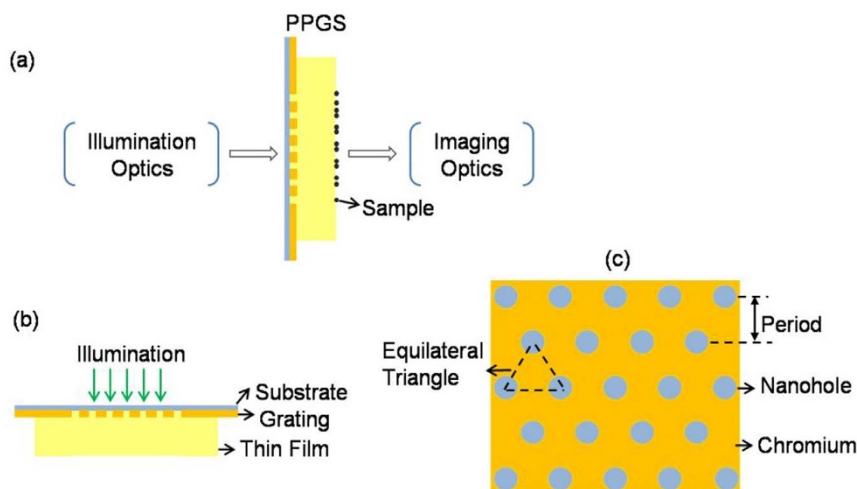 PPGS
(a)
Illumination
Optics
Imaging
Optics
Sample
(b)
Illumination
Substrate
Grating
Thin Film
(c)
Period
Equilateral
Triangle
Nanohole
Chromium